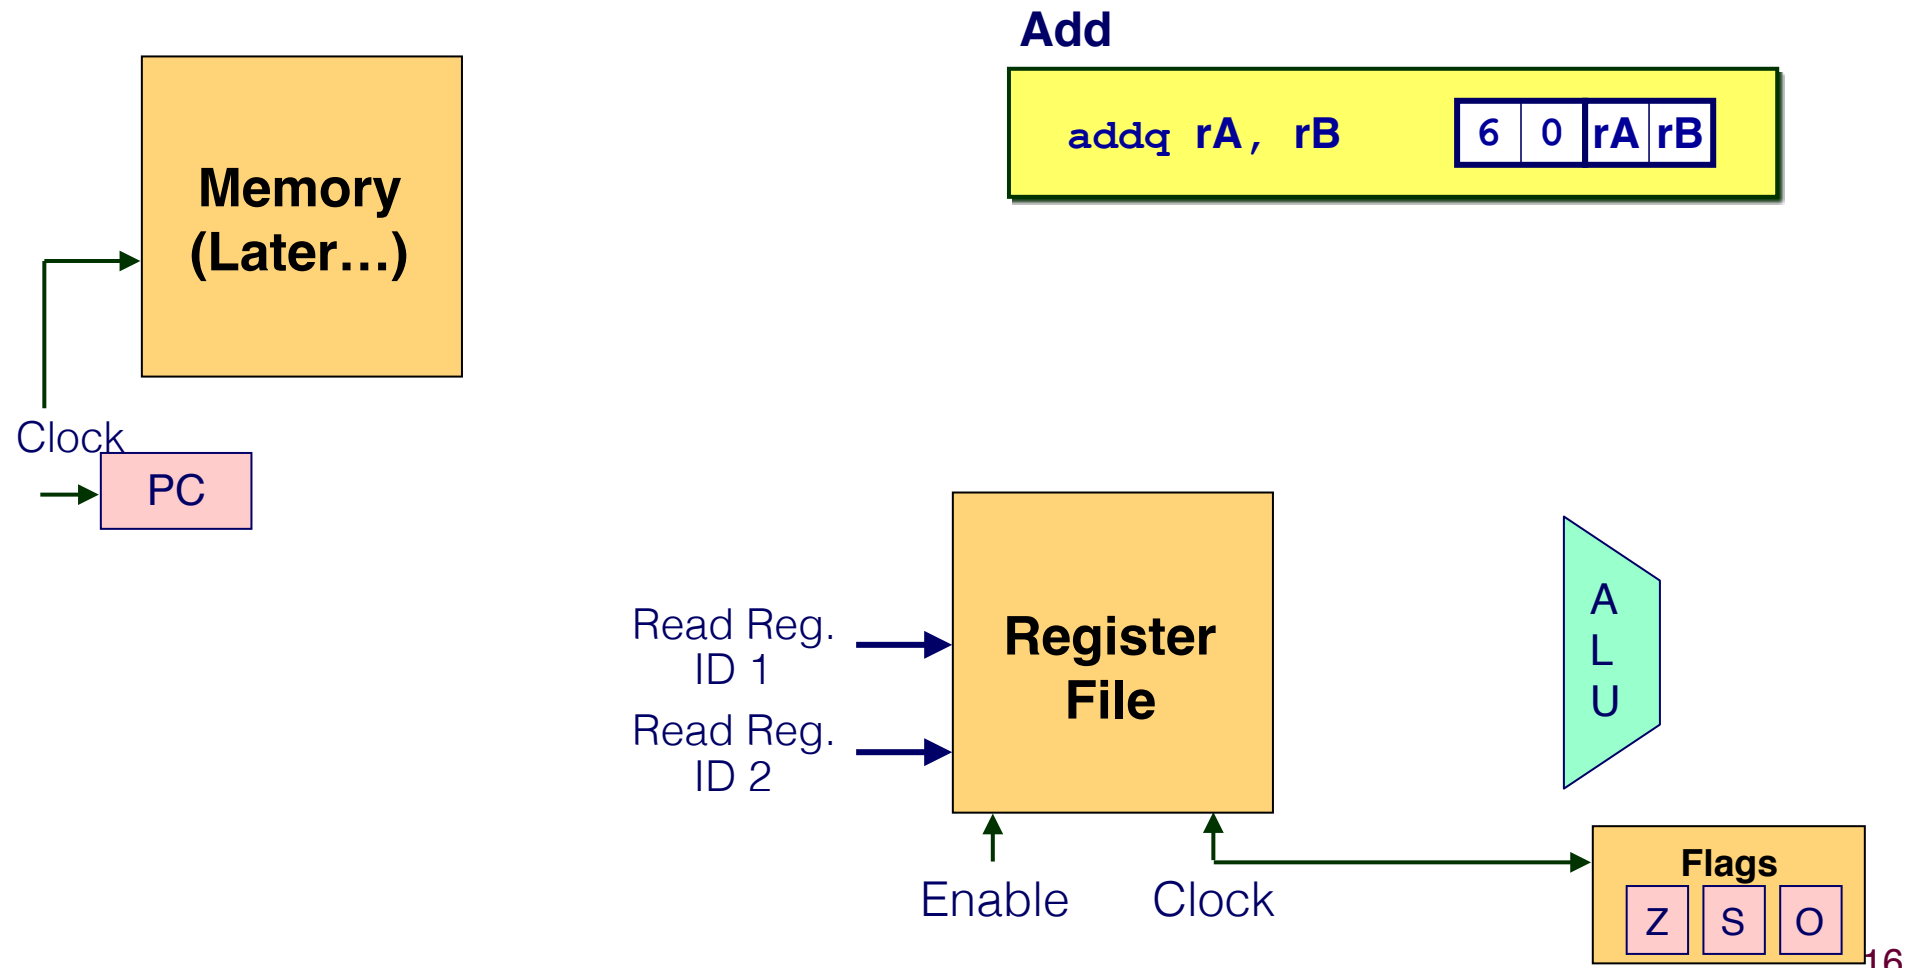 Add
addq rA, rB
6 0 rA rB
Memory
(Later…)
Clock
PC
Read Reg.
ID 1
Read Reg.
ID 2
Register
File
A
L
U
Enable
Clock
Flags
Z S O
16